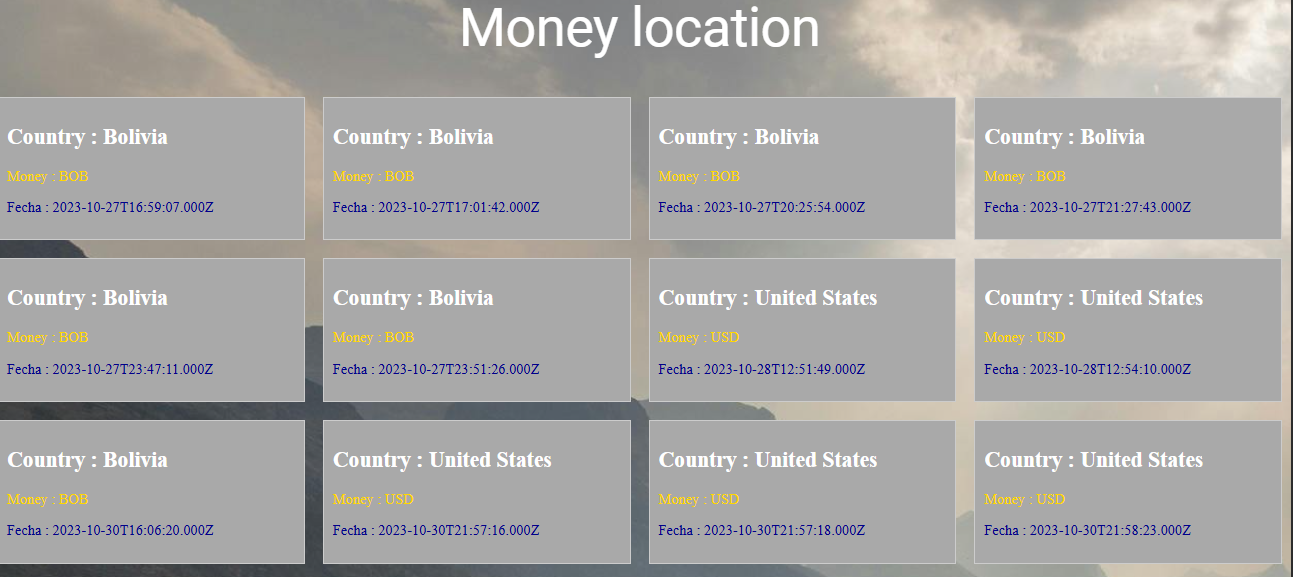 Money location
Country : Bolivia
Money : BOB
Fecha : 2023-10-27T16:59:07.000Z
Country : Bolivia
Money : BOB
Fecha : 2023-10-27T17:01:42.000Z
Country : Bolivia
Money : BOB
Fecha : 2023-10-27T20:25:54.000Z
Country : Bolivia
Money : BOB
Fecha : 2023-10-27T21:27:43.000Z
Country : Bolivia
Money : BOB
Fecha : 2023-10-27T23:47:11.000Z
Country : Bolivia
Money : BOB
Fecha : 2023-10-27T23:51:26.000Z
Country : United States
Money : USD
Fecha : 2023-10-28T12:51:49.000Z
Country : United States
Money : USD
Fecha : 2023-10-28T12:54:10.000Z
Country : Bolivia
Money : BOB
Fecha : 2023-10-30T16:06:20.000Z
Country : United States
Money : USD
Fecha : 2023-10-30T21:57:16.000Z
Country : United States
Money : USD
Fecha : 2023-10-30T21:57:18.000Z
Country : United States
Money : USD
Fecha : 2023-10-30T21:58:23.000Z